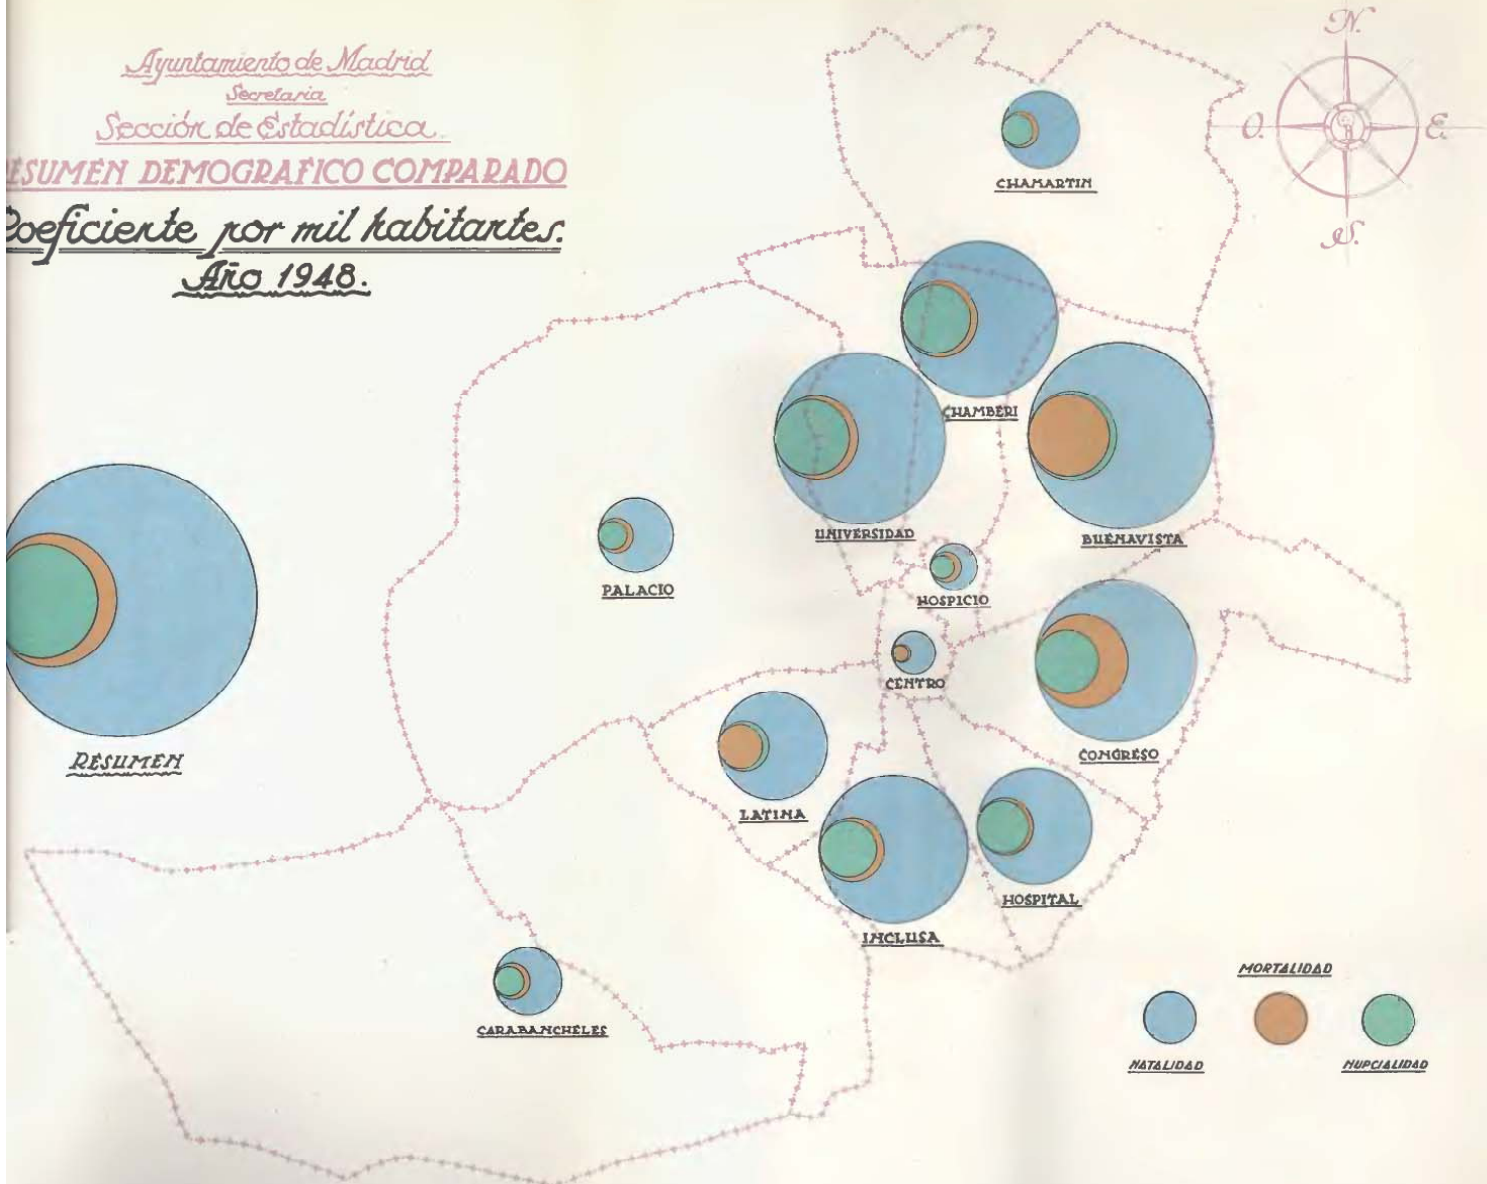 Ayuntamiento de Madrid
Secretaria
Sección de Estadística.
ESUMEN DEMOGRAFICO COMPARADO
Coeficiente por mil habitantes.
Año 1948.
N.
O.
E.
S.
CHAMARTIN
CHAMBERI
UNIVERSIDAD
BUENAVISTA
PALACIO
HOSPICIO
CENTRO
CONGRESO
RESUMEN
LATINA
HOSPITAL
INCLUSA
CARABANCHELES
MORTALIDAD
NATALIDAD
NUPCIALIDAD